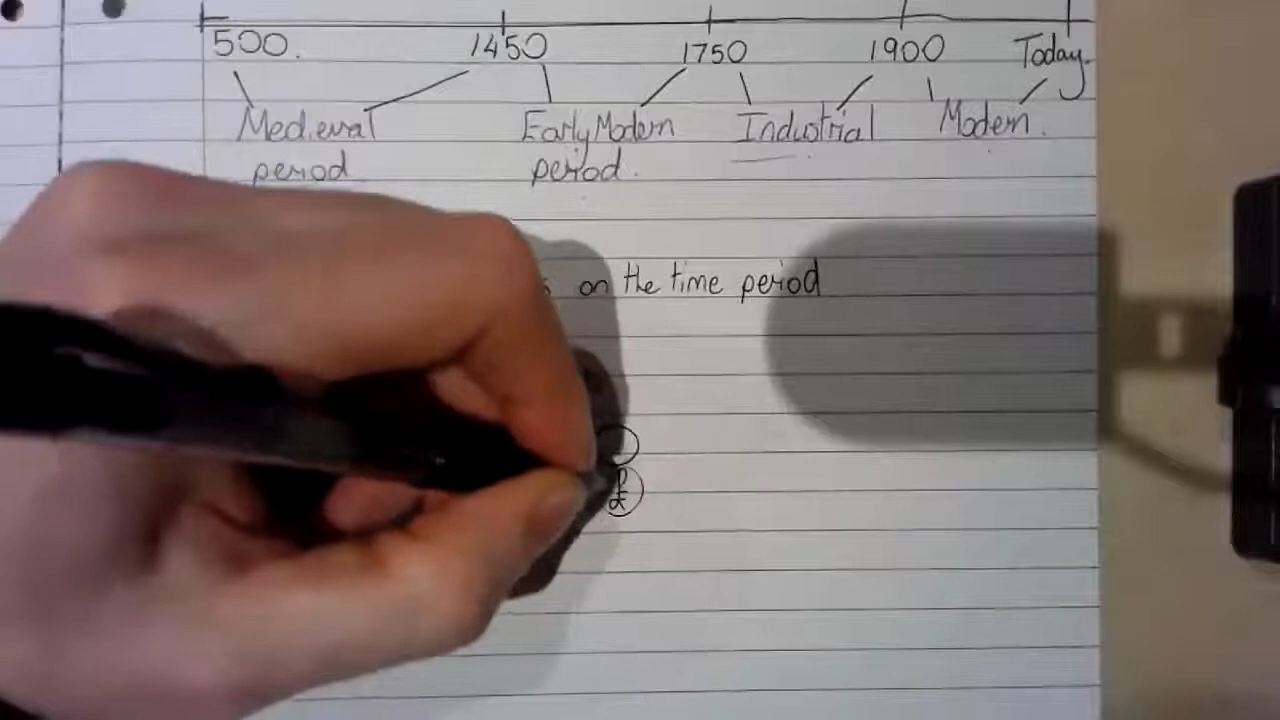 500. 1450 1750 1900 Today.
Medieval Early Modern Industrial Modern.
period period.
on the time period
£